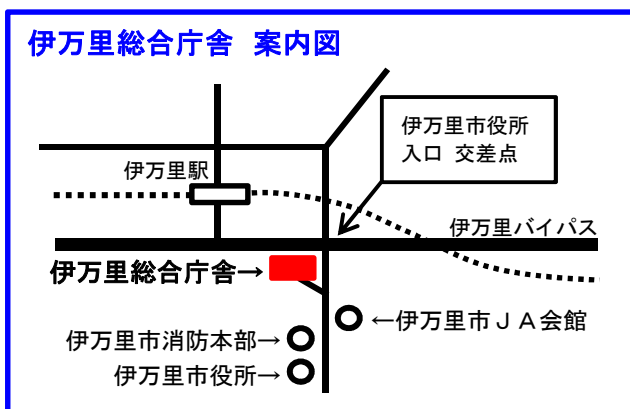 伊万里総合庁舎 案内図
伊万里市役所
入口 交差点
伊万里駅
伊万里バイパス
伊万里総合庁舎→
←伊万里市ＪＡ会館
伊万里市消防本部→
伊万里市役所→